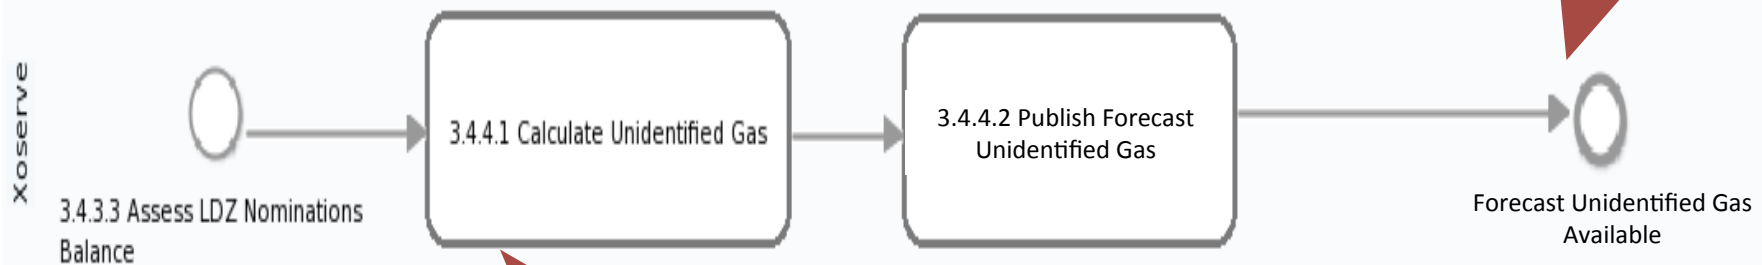 Xoserve
3.4.3.3 Assess LDZ Nominations
Balance
3.4.4.1 Calculate Unidentified Gas
3.4.4.2 Publish Forecast
Unidentified Gas
Forecast Unidentified Gas
Available